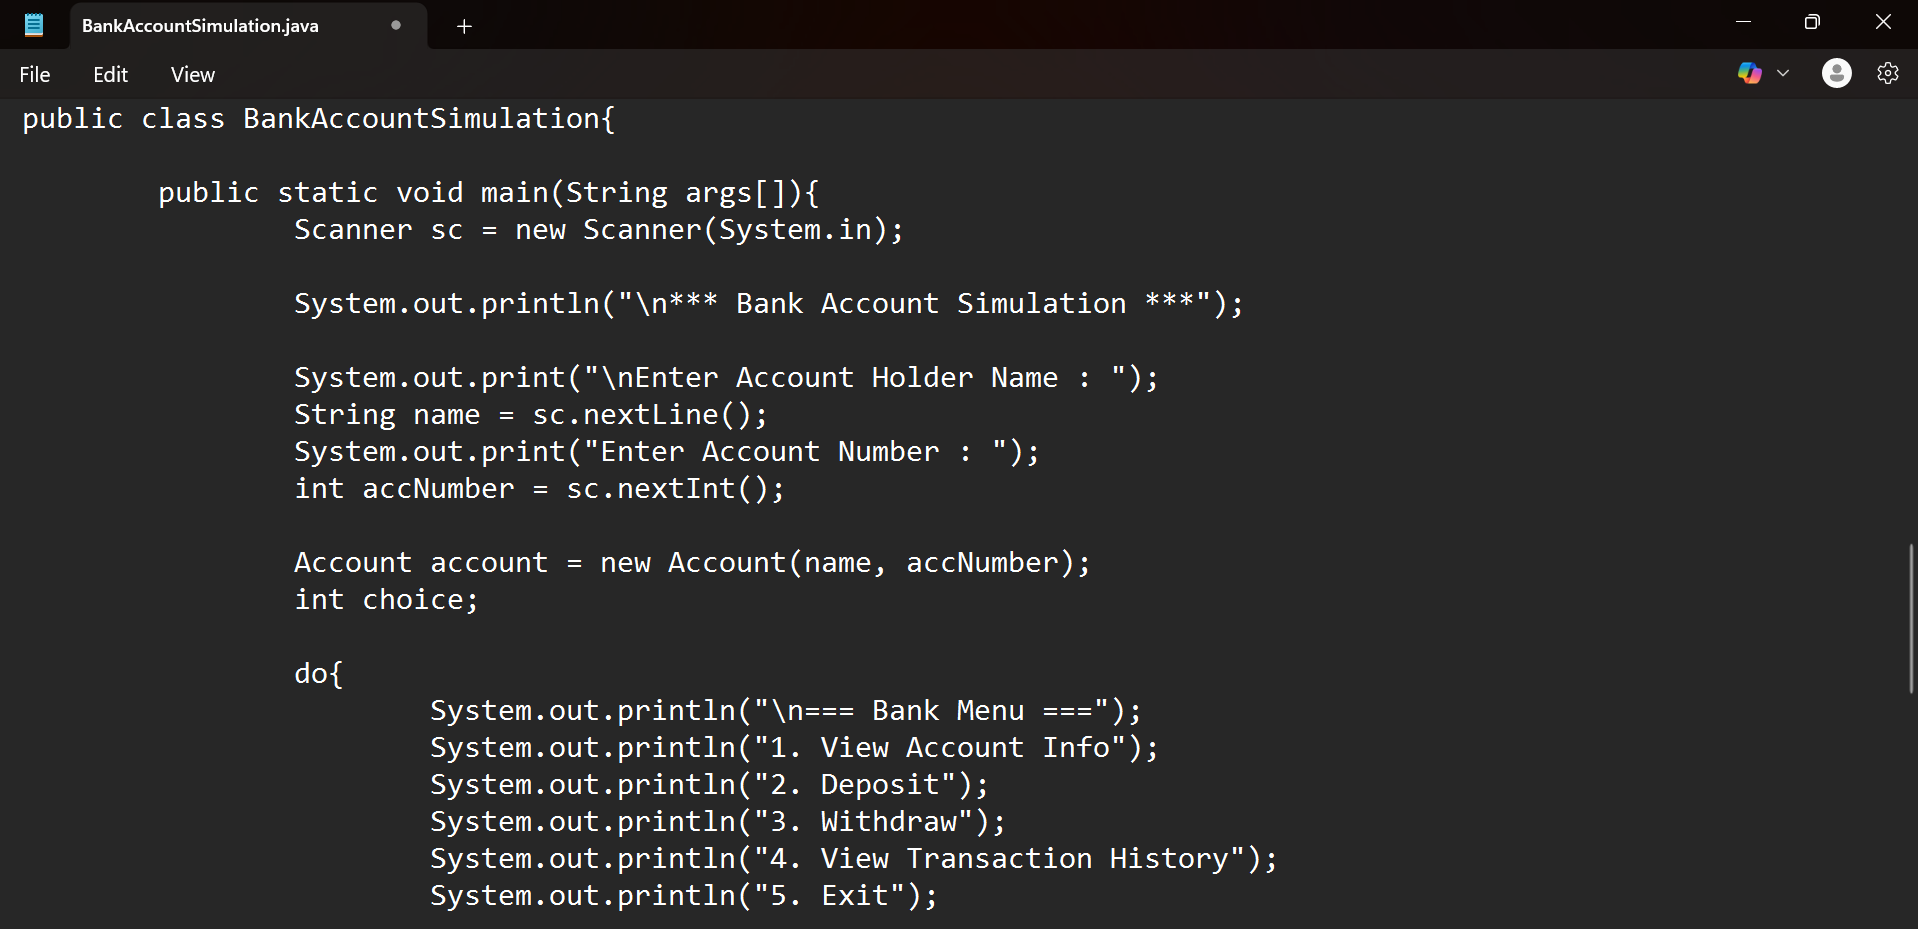 BankAccountSimulation.java
File Edit View
public class BankAccountSimulation{
public static void main(String args[]){
Scanner sc = new Scanner(System.in);
System.out.println("\n*** Bank Account Simulation ***");
System.out.print("\nEnter Account Holder Name : ");
String name = sc.nextLine();
System.out.print("Enter Account Number : ");
int accNumber = sc.nextInt();
Account account = new Account(name, accNumber);
int choice;
do{
System.out.println("\n=== Bank Menu ===");
System.out.println("1. View Account Info");
System.out.println("2. Deposit");
System.out.println("3. Withdraw");
System.out.println("4. View Transaction History");
System.out.println("5. Exit");